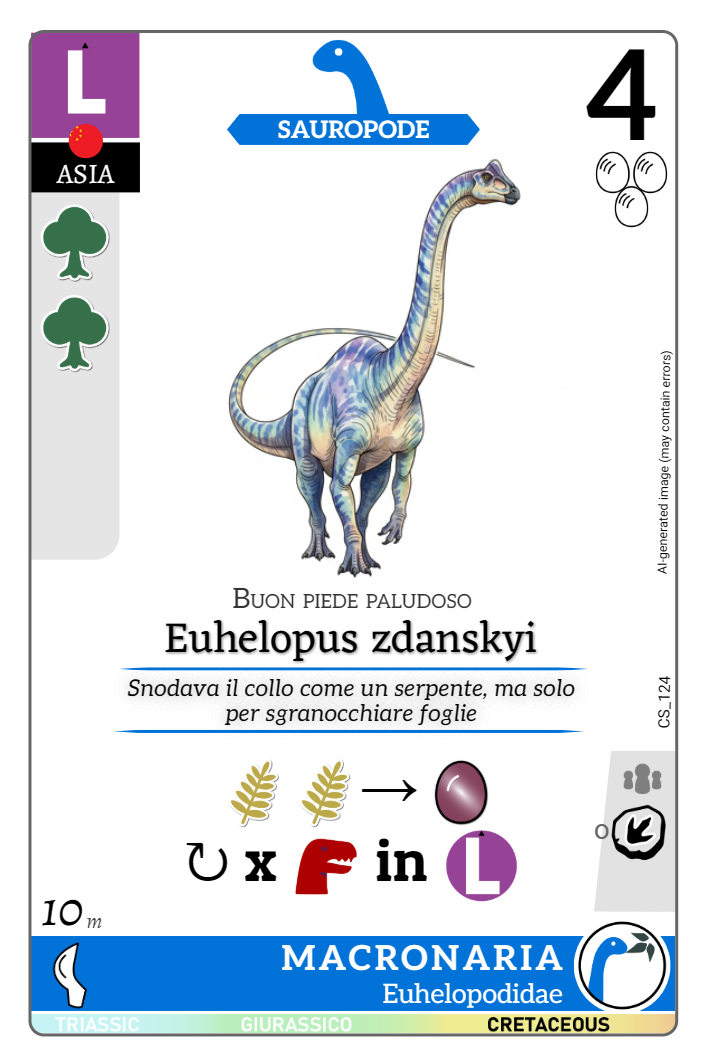 L
SAUROPODE
4
ASIA
AI-generated image (may contain errors)
BUON PIEDE PALUDOSO
Euhelopus zdanskyi
Snodava il collo come un serpente, ma solo
per sgranocchiare foglie
CS_124
O
x in L
10 m
MACRONARIA
Euhelopodidae
TRIASSIC GIURASSICO CRETACEOUS